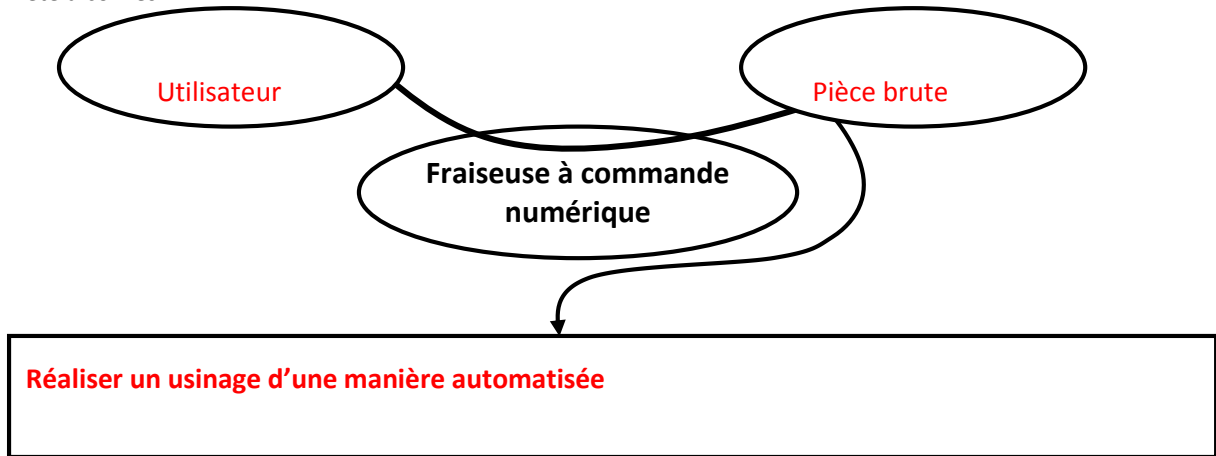 Utilisateur
Pièce brute
Fraiseuse à commande
numérique
Réaliser un usinage d’une manière automatisée